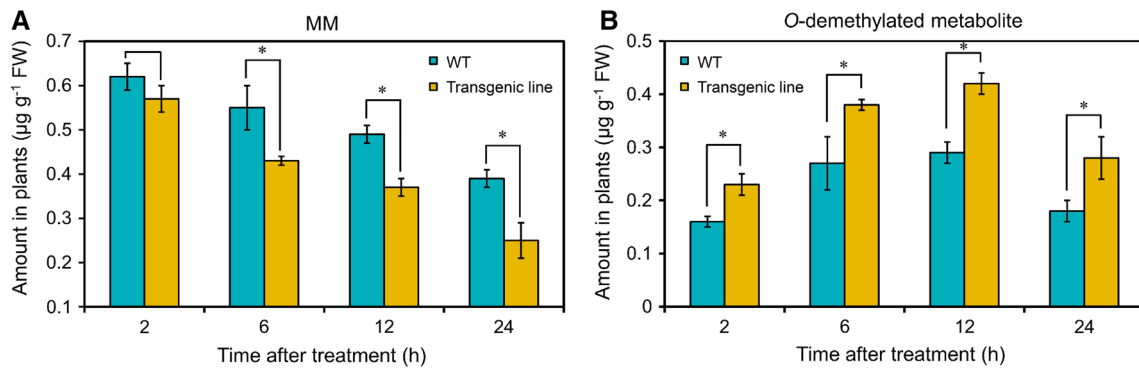 A
MM
0.7
0.6
0.5
0.4
0.3
0.2
0.1
Amount in plants (µg g-1 FW)
WT
Transgenic line
*
*
*
2
6
12
24
Time after treatment (h)
B
O-demethylated metabolite
0.5
0.4
0.3
0.2
0.1
0
Amount in plants (µg g-1 FW)
WT
Transgenic line
*
*
*
*
2
6
12
24
Time after treatment (h)